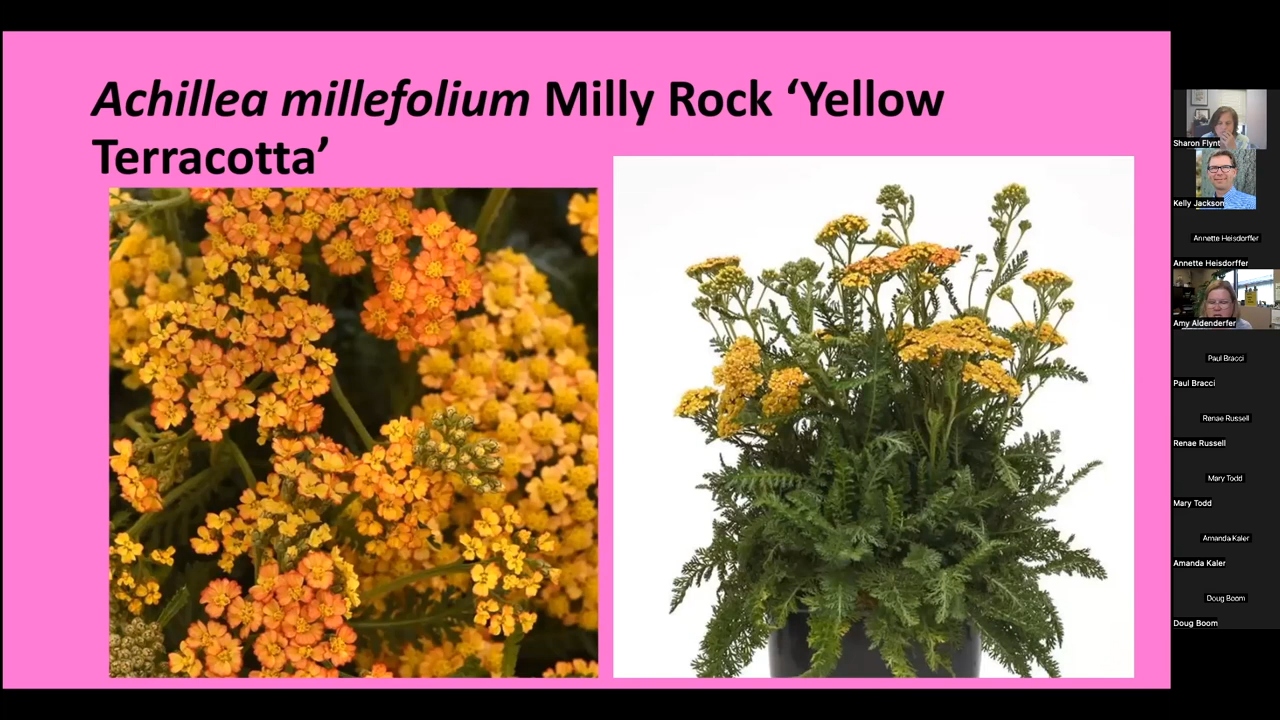 Achillea millefolium Milly Rock ‘Yellow
Terracotta’
Sharon Flynt
Kelly Jackson
Annette Heisdorffer
Annette Heisdorffer
Amy Aldenderfer
Paul Bracci
Paul Bracci
Renae Russell
Renae Russell
Mary Todd
Mary Todd
Amanda Kaler
Amanda Kaler
Doug Boom
Doug Boom